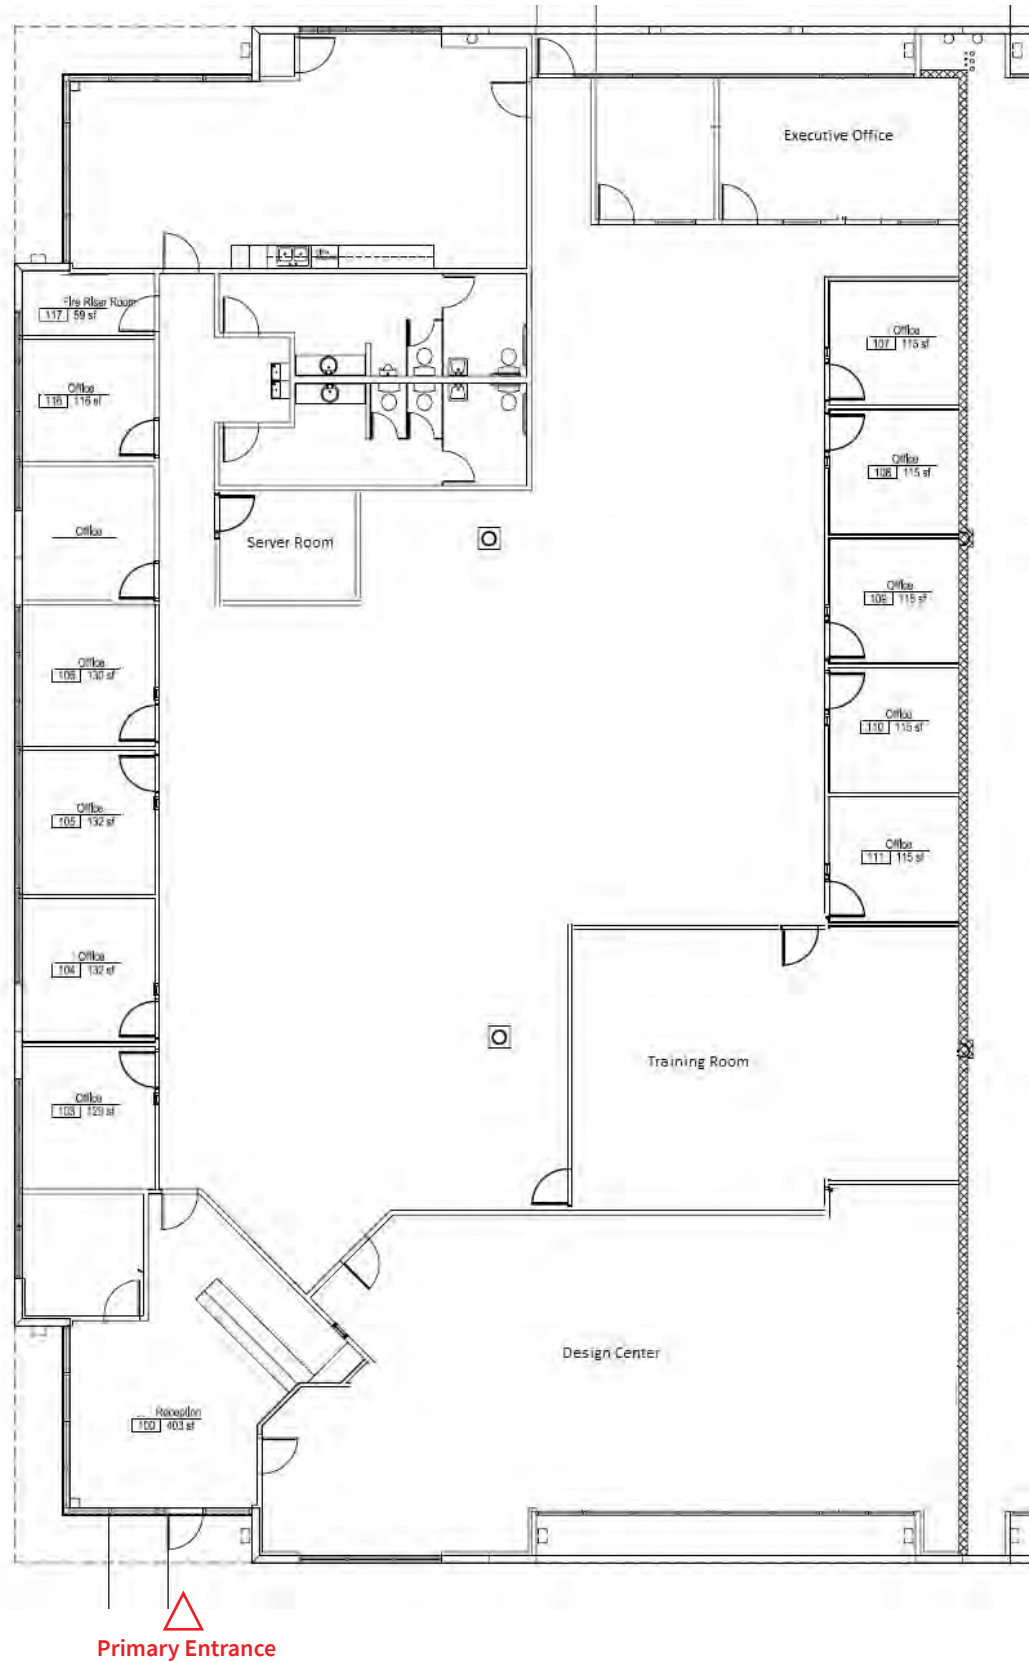 Executive Office
Fire Riser Room
117 59 sf
Office
107 115 sf
Office
116 116 sf
Office
108 115 sf
Office
Server Room
Office
109 115 sf
Office
106 130 sf
Office
110 115 sf
Office
105 132 sf
Office
111 115 sf
Office
104 132 sf
Training Room
Office
103 129 sf
Design Center
Reception
100 403 sf
Primary Entrance